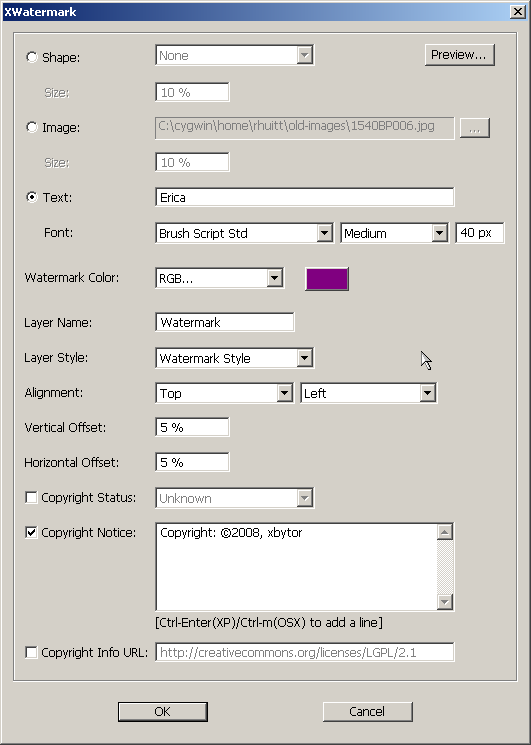 XWatermark
Shape: None Preview...
Size: 10 %
Image: C:\cygwin\home\rhuitt\old-images\1540BP006.jpg ...
Size: 10 %
Text: Erica
Font: Brush Script Std Medium 40 px
Watermark Color: RGB...
Layer Name: Watermark
Layer Style: Watermark Style
Alignment: Top Left
Vertical Offset: 5 %
Horizontal Offset: 5 %
Copyright Status: Unknown
Copyright Notice: Copyright: ©2008, xbytor
[Ctrl-Enter(XP)/Ctrl-m(OSX) to add a line]
Copyright Info URL: http://creativecommons.org/licenses/LGPL/2.1
OK Cancel